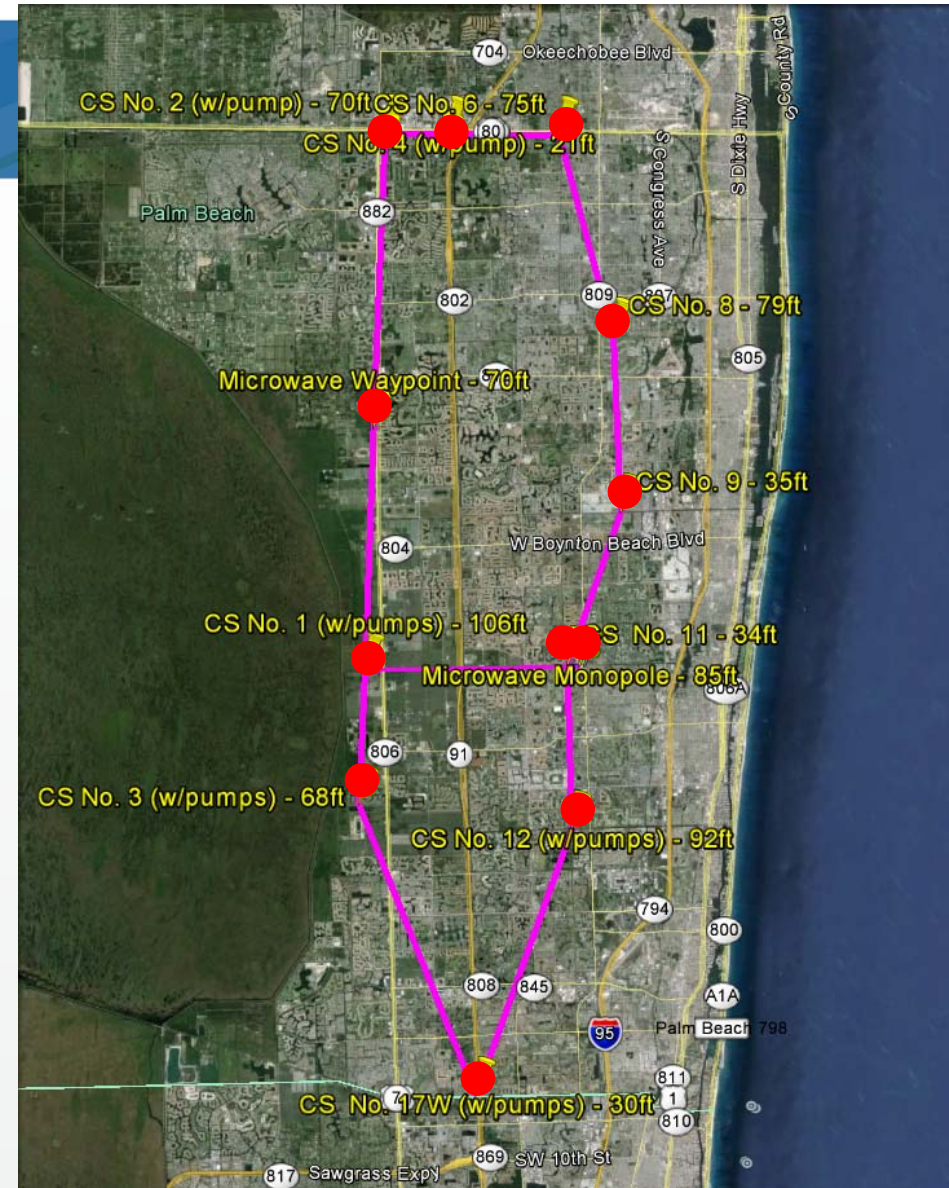 704 Okeechobee Blvd
S County Rd
CS No. 2 (w/pump) - 70ft
CS No. 6 - 75ft
80
CS No. 4 (w/pump) - 21ft
S Dixie Hwy
S Congress Ave
882
Palm Beach
802
809
807
CS No. 8 - 79ft
805
Microwave Waypoint - 70ft
CS No. 9 - 35ft
804
W Boynton Beach Blvd
CS No. 1 (w/pumps) - 106ft
CS No. 11 - 34ft
Microwave Monopole - 85ft
806A
806
91
CS No. 3 (w/pumps) - 68ft
CS No. 12 (w/pumps) - 92ft
794
800
808
845
A1A
95
Palm Beach 798
811
7
1
CS No. 17W (w/pumps) - 30ft
810
869 SW 10th St
817 Sawgrass Expy